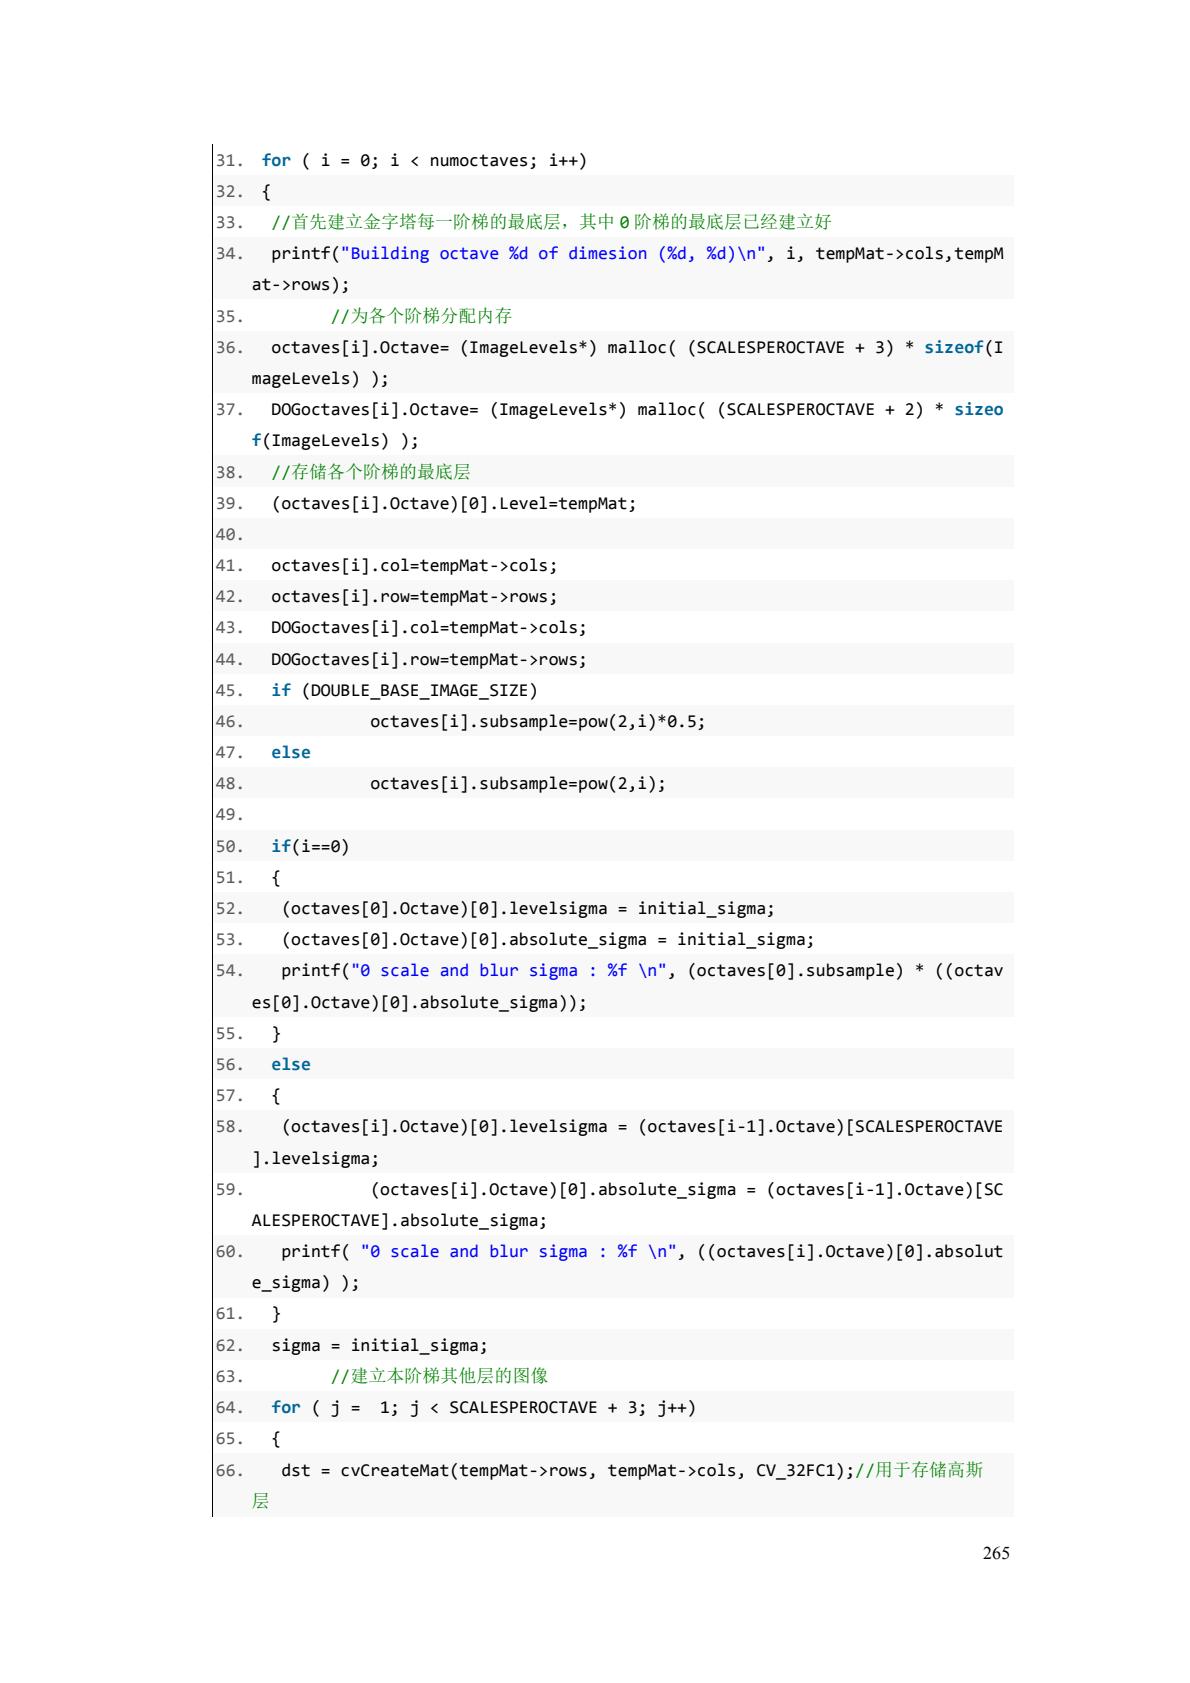 31. for ( i = 0; i < numoctaves; i++)
32. {
33. //首先建立金字塔每一阶梯的最底层，其中0阶梯的最底层已经建立好
34. printf("Building octave %d of dimesion (%d, %d)\n", i, tempMat->cols,tempM
at->rows);
35. //为各个阶梯分配内存
36. octaves[i].Octave= (ImageLevels*) malloc( (SCALESPEROCTAVE + 3) * sizeof(I
mageLevels) );
37. DOGoctaves[i].Octave= (ImageLevels*) malloc( (SCALESPEROCTAVE + 2) * sizeo
f(ImageLevels) );
38. //存储各个阶梯的最底层
39. (octaves[i].Octave)[0].Level=tempMat;
40.
41. octaves[i].col=tempMat->cols;
42. octaves[i].row=tempMat->rows;
43. DOGoctaves[i].col=tempMat->cols;
44. DOGoctaves[i].row=tempMat->rows;
45. if (DOUBLE_BASE_IMAGE_SIZE)
46. octaves[i].subsample=pow(2,i)*0.5;
47. else
48. octaves[i].subsample=pow(2,i);
49.
50. if(i==0)
51. {
52. (octaves[0].Octave)[0].levelsigma = initial_sigma;
53. (octaves[0].Octave)[0].absolute_sigma = initial_sigma;
54. printf("0 scale and blur sigma : %f \n", (octaves[0].subsample) * ((octav
es[0].Octave)[0].absolute_sigma));
55. }
56. else
57. {
58. (octaves[i].Octave)[0].levelsigma = (octaves[i-1].Octave)[SCALESPEROCTAVE
].levelsigma;
59. (octaves[i].Octave)[0].absolute_sigma = (octaves[i-1].Octave)[SC
ALESPEROCTAVE].absolute_sigma;
60. printf( "0 scale and blur sigma : %f \n", ((octaves[i].Octave)[0].absolut
e_sigma) );
61. }
62. sigma = initial_sigma;
63. //建立本阶梯其他层的图像
64. for ( j =  1; j < SCALESPEROCTAVE + 3; j++)
65. {
66. dst = cvCreateMat(tempMat->rows, tempMat->cols, CV_32FC1);//用于存储高斯
层
265